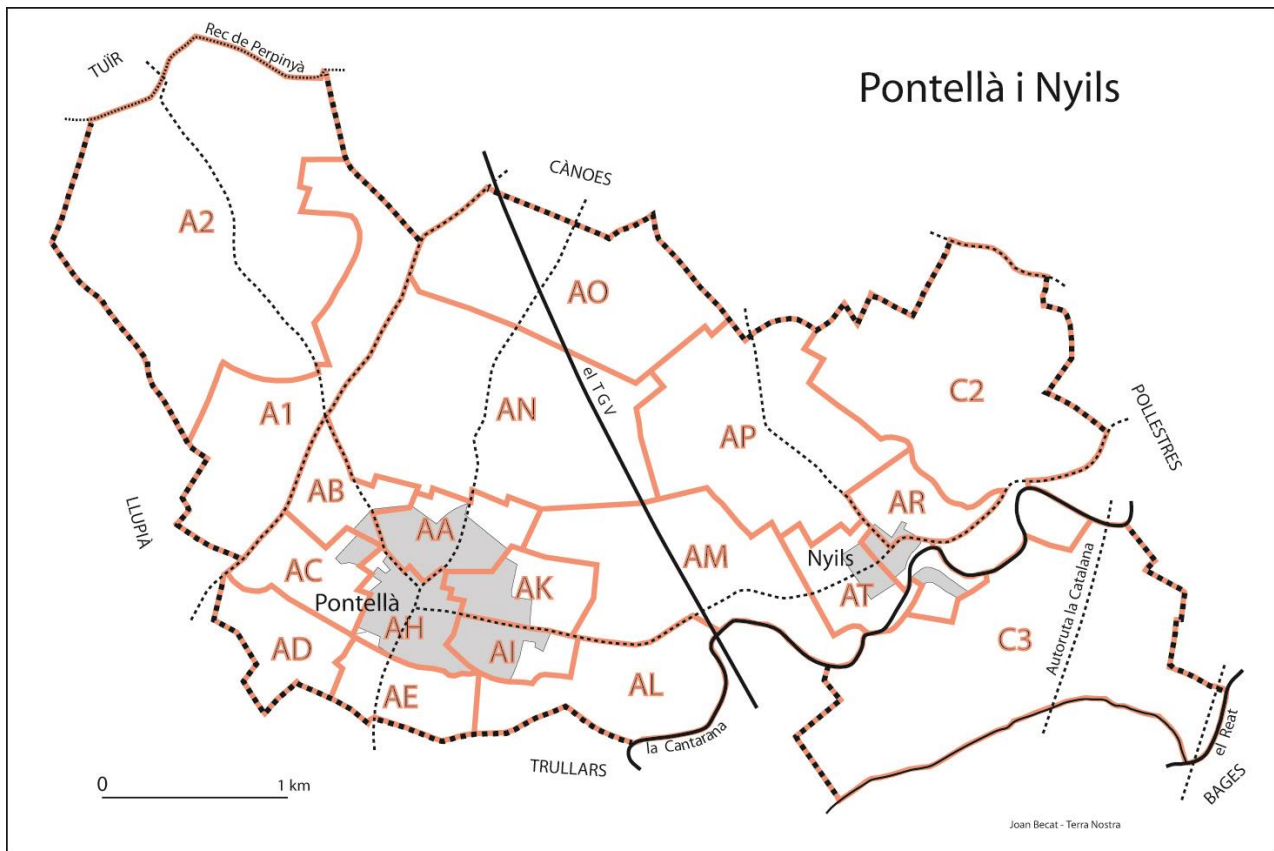 Pontellà i Nyils
Rec de Perpinyà
TUÏR
CÀNOES
A2
AO
el TGV
A1
AN
AP
C2
POLLESTRES
LLUPIÀ
AB
AA
AR
AC
AK
AM
Nyils
AT
Pontellà
AH
AI
AD
AE
AL
C3
Autoruta la Catalana
la Cantarana
el Reat
TRULLARS
BAGES
0 1 km
Joan Becat - Terra Nostra